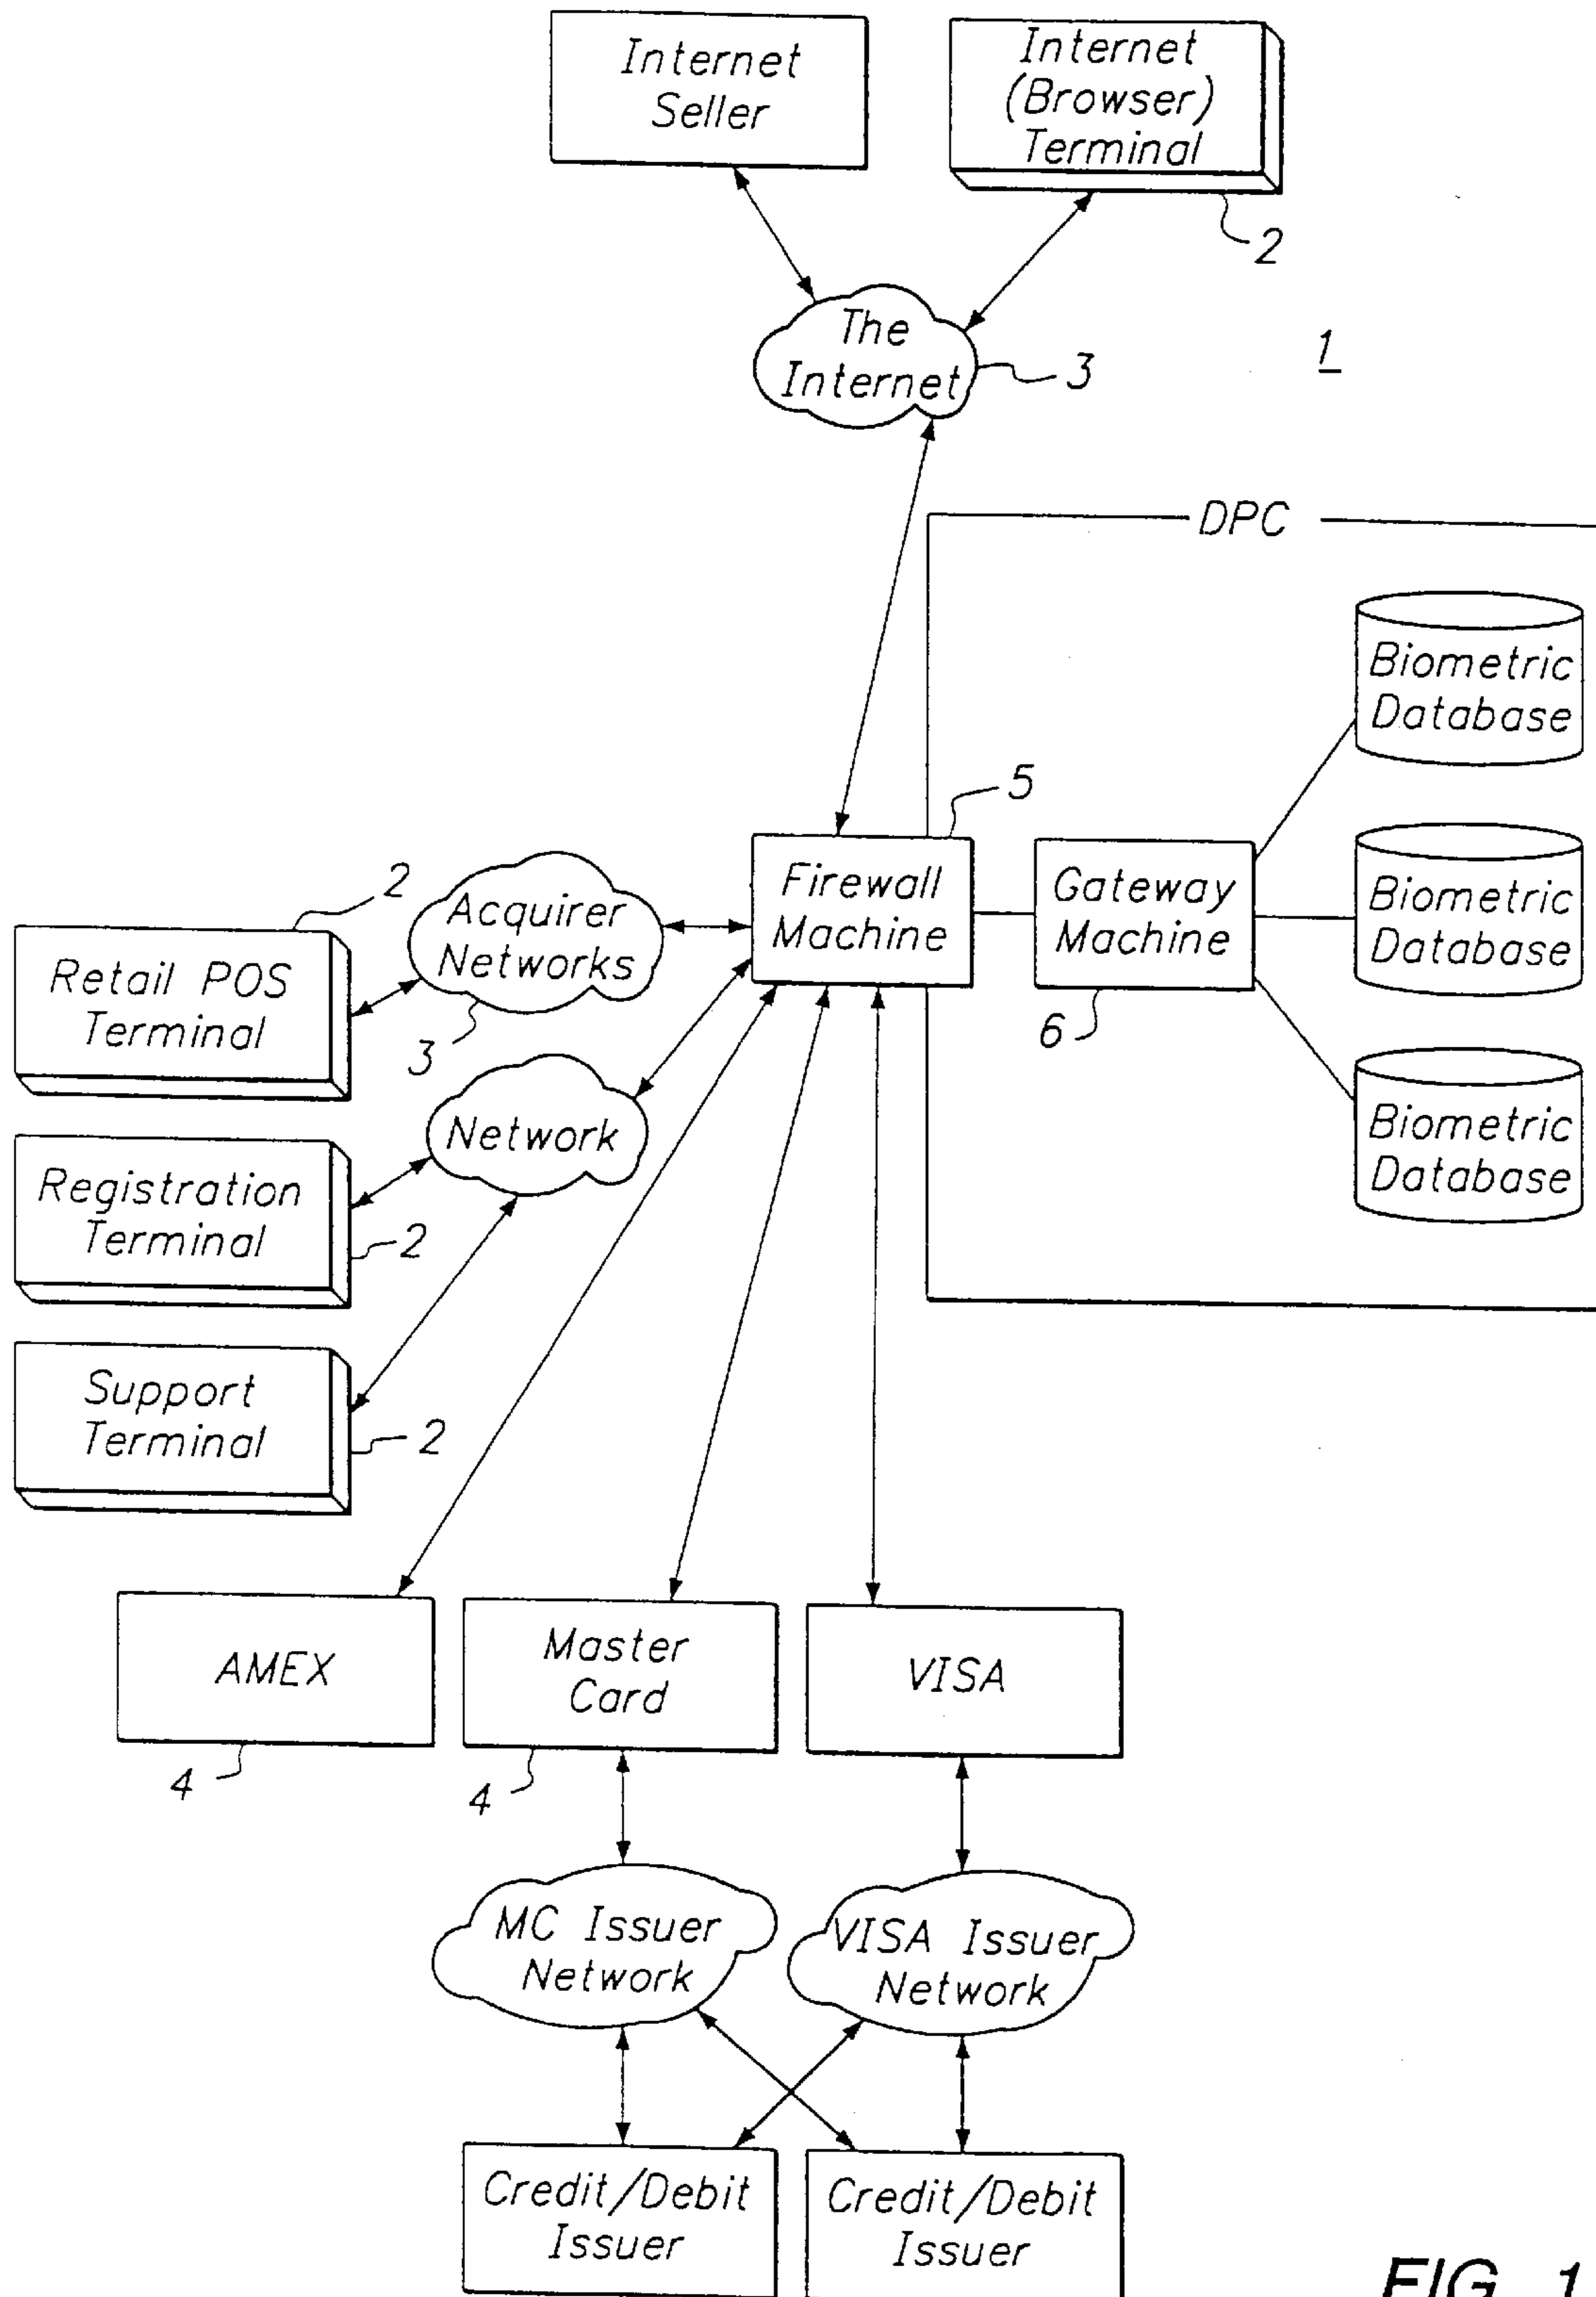 Internet
Seller
Internet
(Browser)
Terminal
2
The
Internet
3
1
DPC
Biometric
Database
5
Firewall
Machine
Gateway
Machine
6
Biometric
Database
Biometric
Database
2
Acquirer
Networks
3
Retail POS
Terminal
Network
Registration
Terminal
2
Support
Terminal
2
AMEX
4
Master
Card
4
VISA
MC Issuer
Network
VISA Issuer
Network
Credit/Debit
Issuer
Credit/Debit
Issuer
FIG. 1